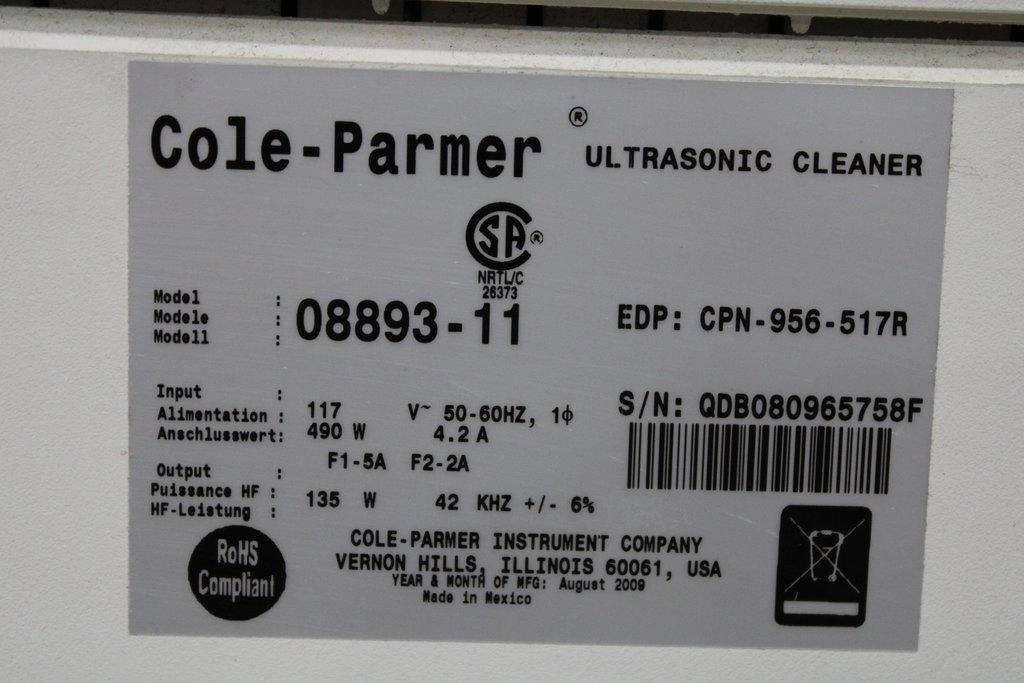 Cole-Parmer ® ULTRASONIC CLEANER
SA ®
NRTL/C
26373
Model :
Modele : 08893-11 EDP: CPN-956-517R
Modell :
Input :
Alimentation : 117 V~ 50-60HZ, 1ϕ S/N: QDB080965758F
Anschlusswert: 490 W 4.2 A
F1-5A F2-2A
Output :
Puissance HF : 135 W 42 KHZ +/- 6%
HF-Leistung :
RoHS
Compliant
COLE-PARMER INSTRUMENT COMPANY
VERNON HILLS, ILLINOIS 60061, USA
YEAR & MONTH OF MFG: August 2009
Made in Mexico